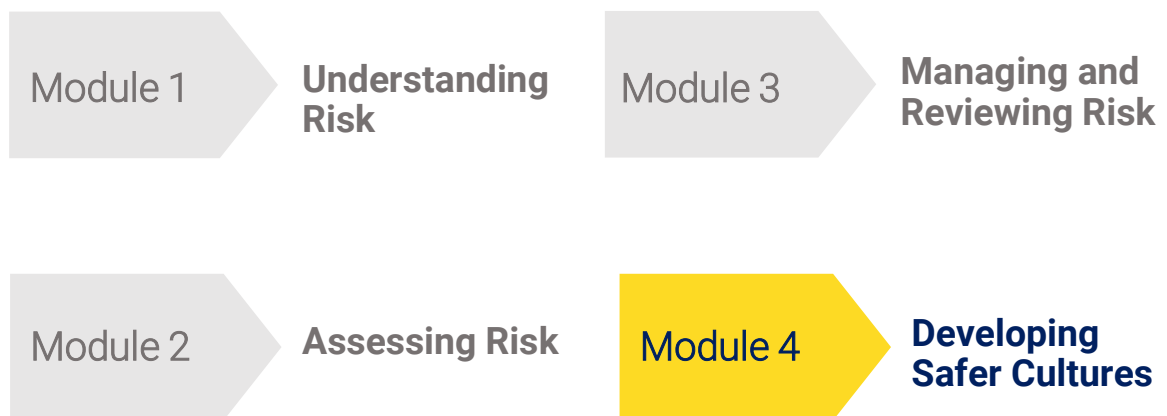 Module 1
Understanding
Risk
Module 2
Assessing Risk
Module 3
Managing and
Reviewing Risk
Module 4
Developing
Safer Cultures